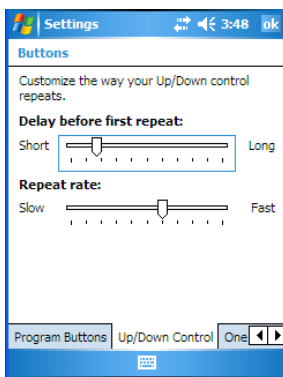 Settings 3:48 ok
Buttons
Customize the way your Up/Down control
repeats.
Delay before first repeat:
Short Long
Repeat rate:
Slow Fast
Program Buttons Up/Down Control One